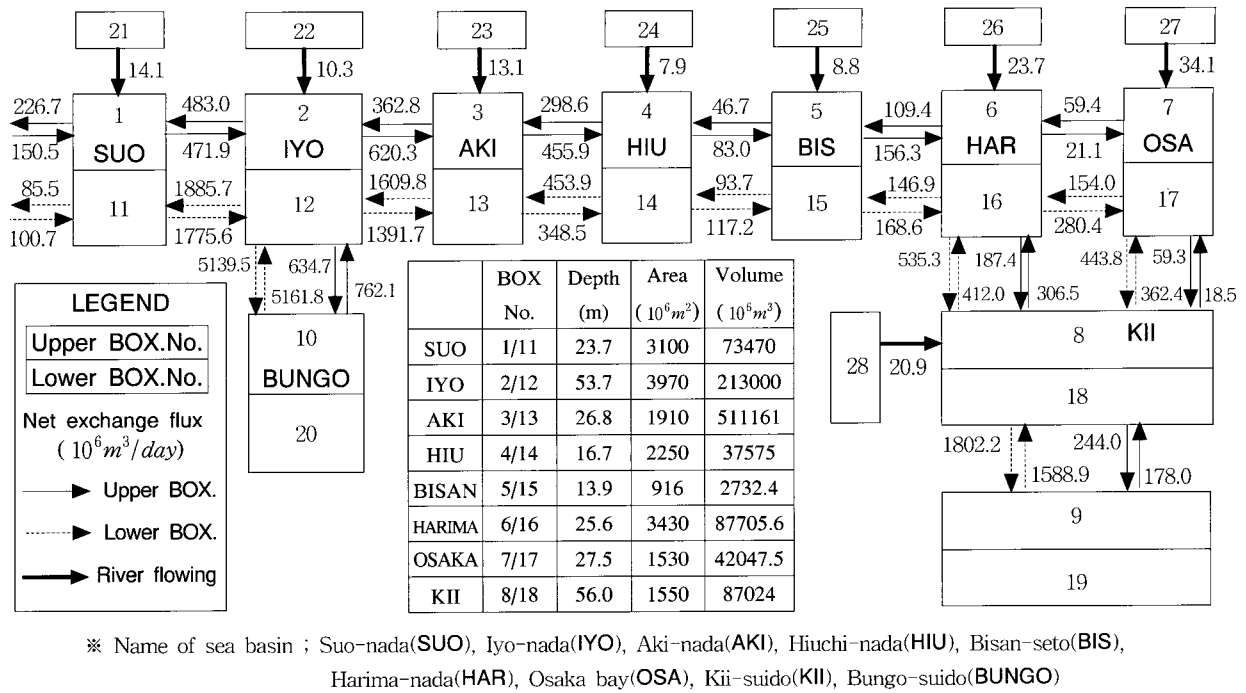 21 22 23 24 25 26 27
14.1 10.3 13.1 7.9 8.8 23.7 34.1
226.7 483.0 362.8 298.6 46.7 109.4 59.4
1 2 3 4 5 6 7
SUO IYO AKI HIU BIS HAR OSA
150.5 471.9 620.3 455.9 83.0 156.3 21.1
85.5 1885.7 1609.8 453.9 93.7 146.9 154.0
11 12 13 14 15 16 17
100.7 1775.6 1391.7 348.5 117.2 168.6 280.4
5139.5 634.7 535.3 187.4 443.8 59.3
5161.8 762.1 412.0 306.5 362.4 18.5
10
BUNGO
20
8 KII
28
20.9
18
1802.2 244.0
1588.9 178.0
9
19
LEGEND
Upper BOX.No.
Lower BOX.No.
Net exchange flux
( 10⁶ m³/day)
Upper BOX.
Lower BOX.
River flowing
BOX No. Depth (m) Area ( 10⁶m²) Volume ( 10⁶m³)
SUO 1/11 23.7 3100 73470
IYO 2/12 53.7 3970 213000
AKI 3/13 26.8 1910 511161
HIU 4/14 16.7 2250 37575
BISAN 5/15 13.9 916 2732.4
HARIMA 6/16 25.6 3430 87705.6
OSAKA 7/17 27.5 1530 42047.5
KII 8/18 56.0 1550 87024
※ Name of sea basin ; Suo-nada(SUO), Iyo-nada(IYO), Aki-nada(AKI), Hiuchi-nada(HIU), Bisan-seto(BIS),
Harima-nada(HAR), Osaka bay(OSA), Kii-suido(KII), Bungo-suido(BUNGO)